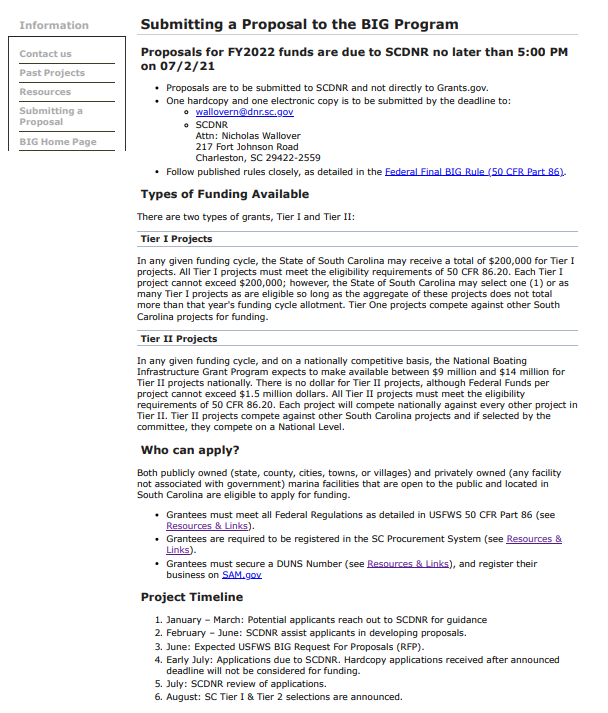 Information
Contact us
Past Projects
Resources
Submitting a
Proposal
BIG Home Page
Submitting a Proposal to the BIG Program
Proposals for FY2022 funds are due to SCDNR no later than 5:00 PM
on 07/2/21
• Proposals are to be submitted to SCDNR and not directly to Grants.gov.
• One hardcopy and one electronic copy is to be submitted by the deadline to:
wallovern@dnr.sc.gov
SCDNR
Attn: Nicholas Wallover
217 Fort Johnson Road
Charleston, SC 29422-2559
• Follow published rules closely, as detailed in the Federal Final BIG Rule (50 CFR Part 86).
Types of Funding Available
There are two types of grants, Tier I and Tier II:
Tier I Projects
In any given funding cycle, the State of South Carolina may receive a total of $200,000 for Tier I
projects. All Tier I projects must meet the eligibility requirements of 50 CFR 86.20. Each Tier I
project cannot exceed $200,000; however, the State of South Carolina may select one (1) or as
many Tier I projects as are eligible so long as the aggregate of these projects does not total
more than that year's funding cycle allotment. Tier One projects compete against other South
Carolina projects for funding.
Tier II Projects
In any given funding cycle, and on a nationally competitive basis, the National Boating
Infrastructure Grant Program expects to make available between $9 million and $14 million for
Tier II projects nationally. There is no dollar for Tier II projects, although Federal Funds per
project cannot exceed $1.5 million dollars. All Tier II projects must meet the eligibility
requirements of 50 CFR 86.20. Each project will compete nationally against every other project in
Tier II. Tier II projects compete against other South Carolina projects and if selected by the
committee, they compete on a National Level.
Who can apply?
Both publicly owned (state, county, cities, towns, or villages) and privately owned (any facility
not associated with government) marina facilities that are open to the public and located in
South Carolina are eligible to apply for funding.
• Grantees must meet all Federal Regulations as detailed in USFWS 50 CFR Part 86 (see
Resources & Links).
• Grantees are required to be registered in the SC Procurement System (see Resources &
Links).
• Grantees must secure a DUNS Number (see Resources & Links), and register their
business on SAM.gov
Project Timeline
1. January – March: Potential applicants reach out to SCDNR for guidance
2. February – June: SCDNR assist applicants in developing proposals.
3. June: Expected USFWS BIG Request For Proposals (RFP).
4. Early July: Applications due to SCDNR. Hardcopy applications received after announced
deadline will not be considered for funding.
5. July: SCDNR review of applications.
6. August: SC Tier I & Tier 2 selections are announced.